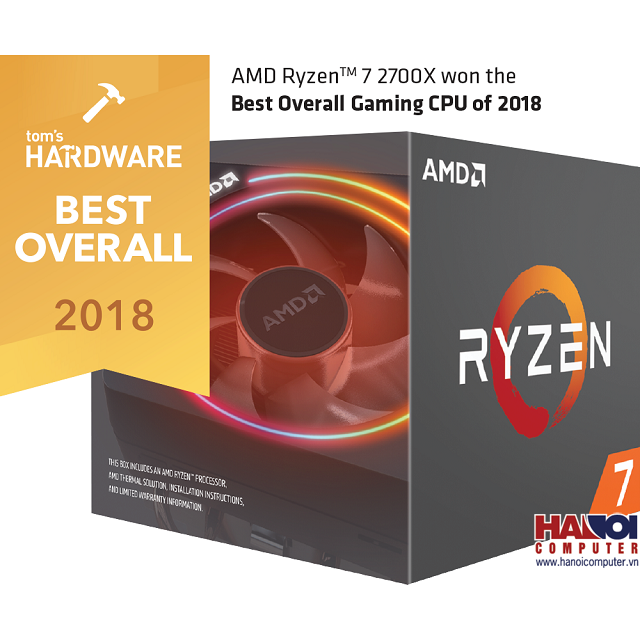 AMD Ryzen™ 7 2700X won the
Best Overall Gaming CPU of 2018
tom's
HARDWARE
BEST
OVERALL
2018
AMD
AMD
AMD
RYZEN
7
THIS BOX INCLUDES AN AMD RYZEN™ PROCESSOR,
AMD THERMAL SOLUTION, INSTALLATION INSTRUCTIONS,
AND LIMITED WARRANTY INFORMATION.
HANOI
COMPUTER
www.hanoicomputer.vn